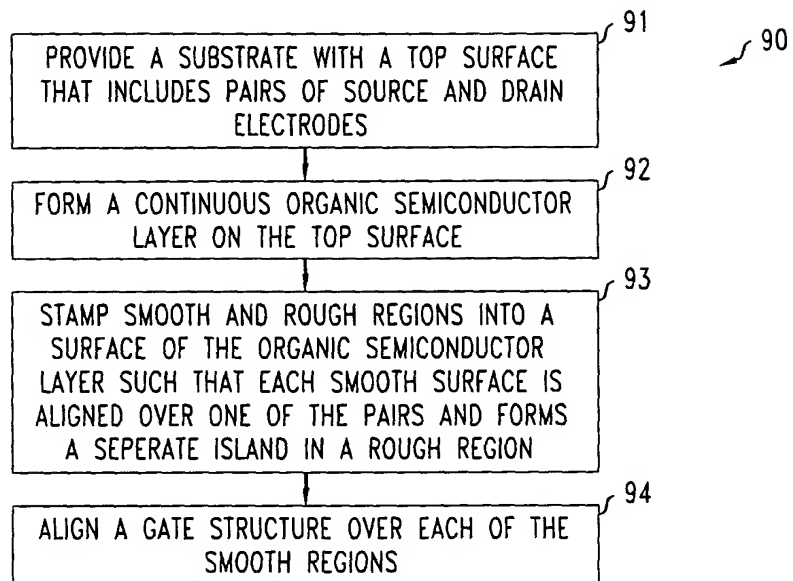 91
90
PROVIDE A SUBSTRATE WITH A TOP SURFACE
THAT INCLUDES PAIRS OF SOURCE AND DRAIN
ELECTRODES
92
FORM A CONTINUOUS ORGANIC SEMICONDUCTOR
LAYER ON THE TOP SURFACE
93
STAMP SMOOTH AND ROUGH REGIONS INTO A
SURFACE OF THE ORGANIC SEMICONDUCTOR
LAYER SUCH THAT EACH SMOOTH SURFACE IS
ALIGNED OVER ONE OF THE PAIRS AND FORMS
A SEPERATE ISLAND IN A ROUGH REGION
94
ALIGN A GATE STRUCTURE OVER EACH OF THE
SMOOTH REGIONS